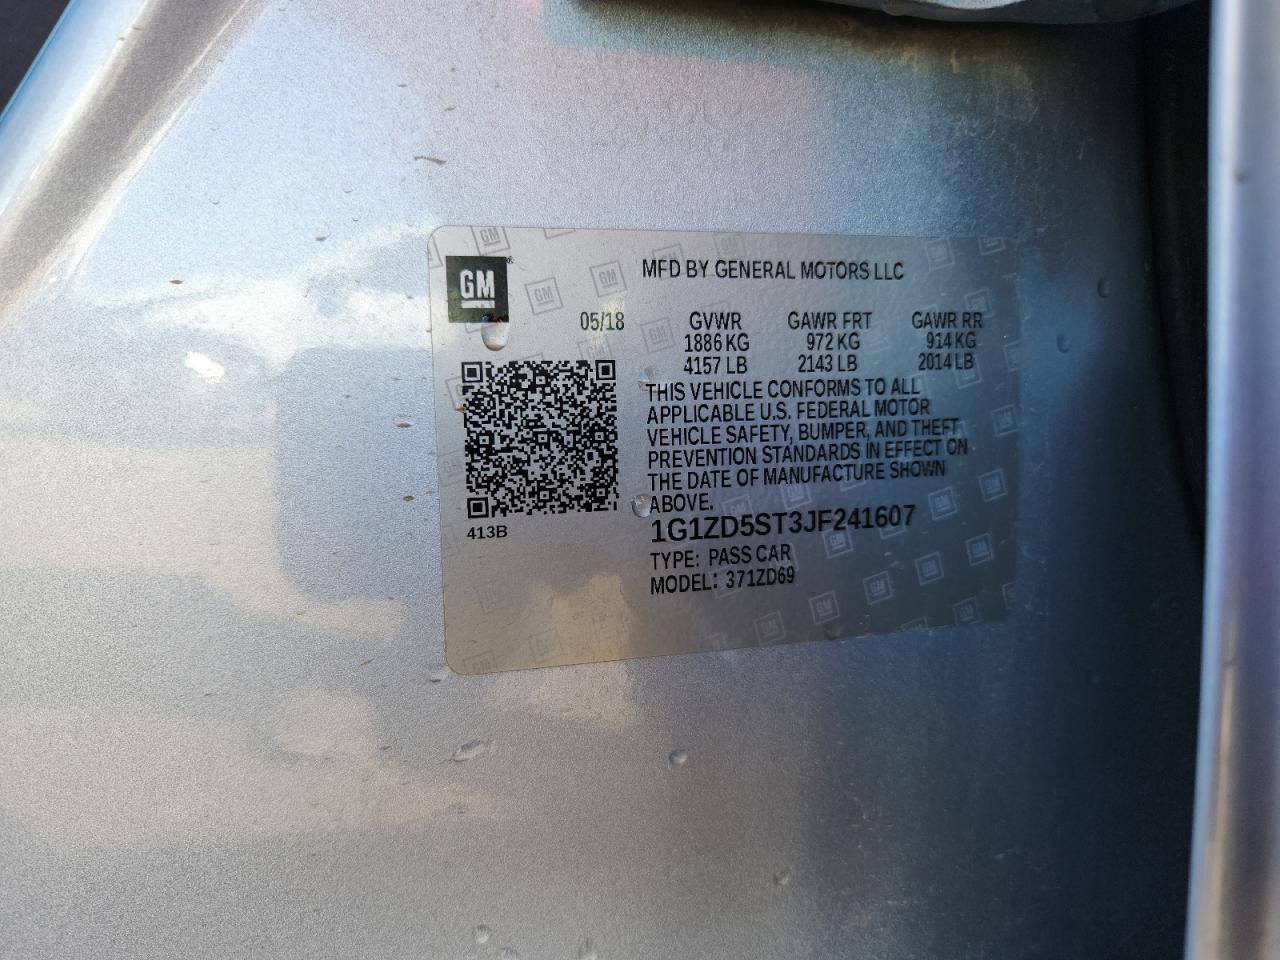 GM
MFD BY GENERAL MOTORS LLC
05/18 GVWR GAWR FRT GAWR RR
1886 KG 972 KG 914 KG
4157 LB 2143 LB 2014 LB
THIS VEHICLE CONFORMS TO ALL
APPLICABLE U.S. FEDERAL MOTOR
VEHICLE SAFETY, BUMPER, AND THEFT
PREVENTION STANDARDS IN EFFECT ON
THE DATE OF MANUFACTURE SHOWN
ABOVE.
413B
1G1ZD5ST3JF241607
TYPE: PASS CAR
MODEL: 371ZD69